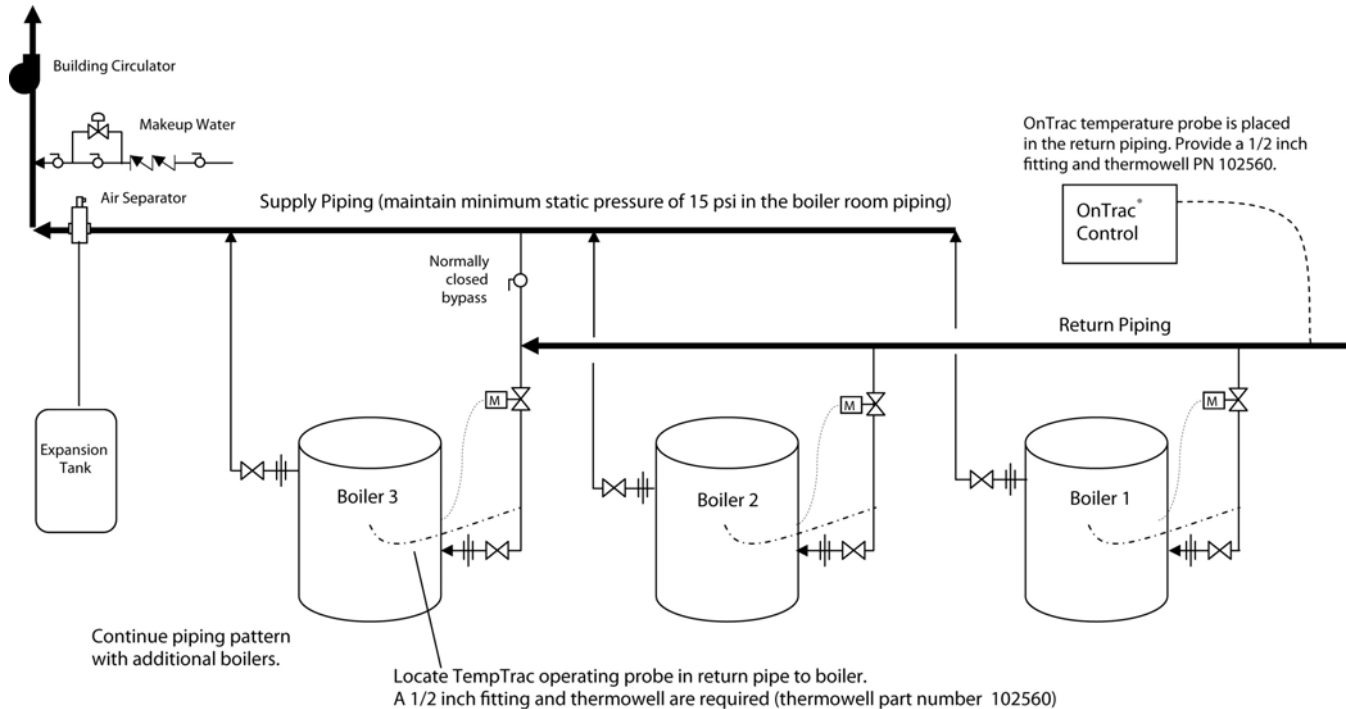 Building Circulator
Makeup Water
OnTrac temperature probe is placed
in the return piping. Provide a 1/2 inch
fitting and thermowell PN 102560.
Air Separator
Supply Piping (maintain minimum static pressure of 15 psi in the boiler room piping)
OnTrac®
Control
Normally
closed
bypass
Return Piping
M
M
M
Expansion
Tank
Boiler 3
Boiler 2
Boiler 1
Continue piping pattern
with additional boilers.
Locate TempTrac operating probe in return pipe to boiler.
A 1/2 inch fitting and thermowell are required (thermowell part number 102560)